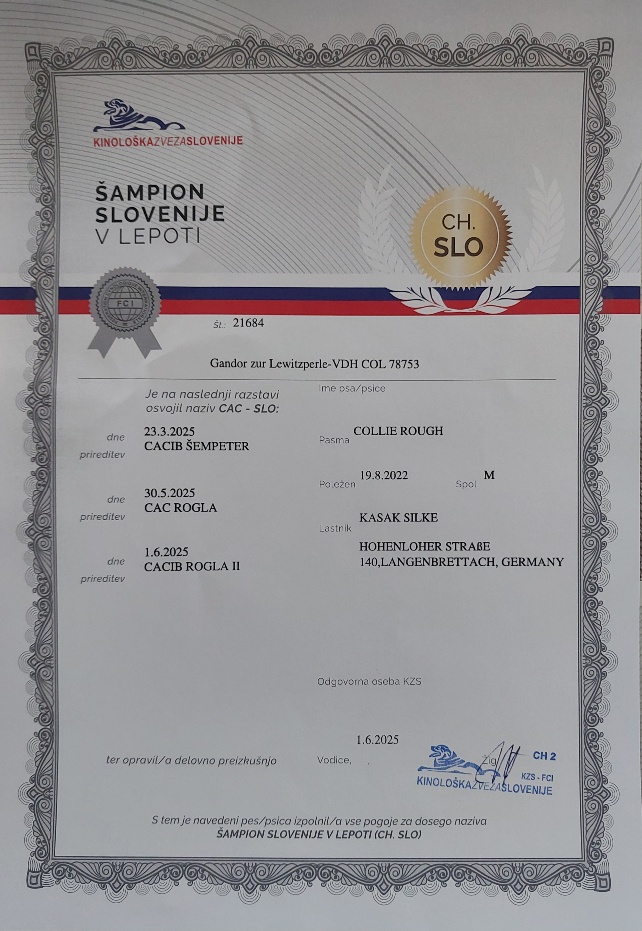 KINOLOŠKAZVEZASLOVENIJE
ŠAMPION
SLOVENIJE
V LEPOTI
CH.
SLO
FCI
Št.: 21684
Gandor zur Lewitzperle-VDH COL 78753
Ime psa/psice
Je na naslednji razstavi
osvojil naziv CAC - SLO:
dne 23.3.2025
prireditev CACIB ŠEMPETER
Pasma COLLIE ROUGH
Poležen 19.8.2022 Spol M
dne 30.5.2025
prireditev CAC ROGLA
Lastnik KASAK SILKE
HOHENLOHER STRAßE
140,LANGENBRETTACH, GERMANY
dne 1.6.2025
prireditev CACIB ROGLA II
Odgovorna oseba KZS
ter opravil/a delovno preizkušnjo
Vodice, 1.6.2025
Žig
CH 2
KZS - FCI
KINOLOŠKAZVEZASLOVENIJE
S tem je navedeni pes/psica izpolnil/a vse pogoje za dosego naziva
ŠAMPION SLOVENIJE V LEPOTI (CH. SLO)